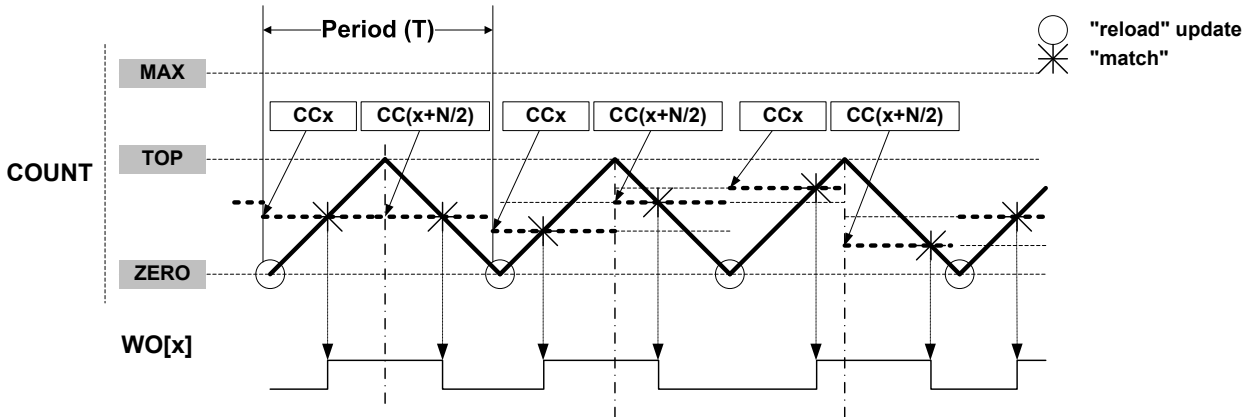 Period (T)
"reload" update
"match"
MAX
CCx
CC(x+N/2)
CCx
CC(x+N/2)
CCx
CC(x+N/2)
TOP
COUNT
ZERO
WO[x]